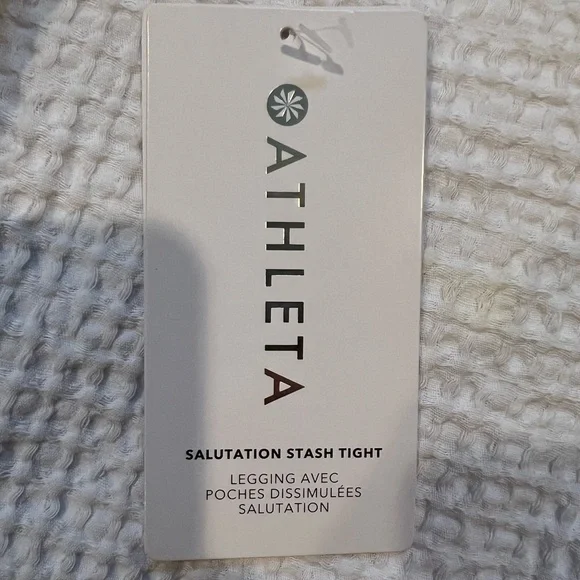 ATHLETA
SALUTATION STASH TIGHT
LEGGING AVEC
POCHES DISSIMULÉES
SALUTATION